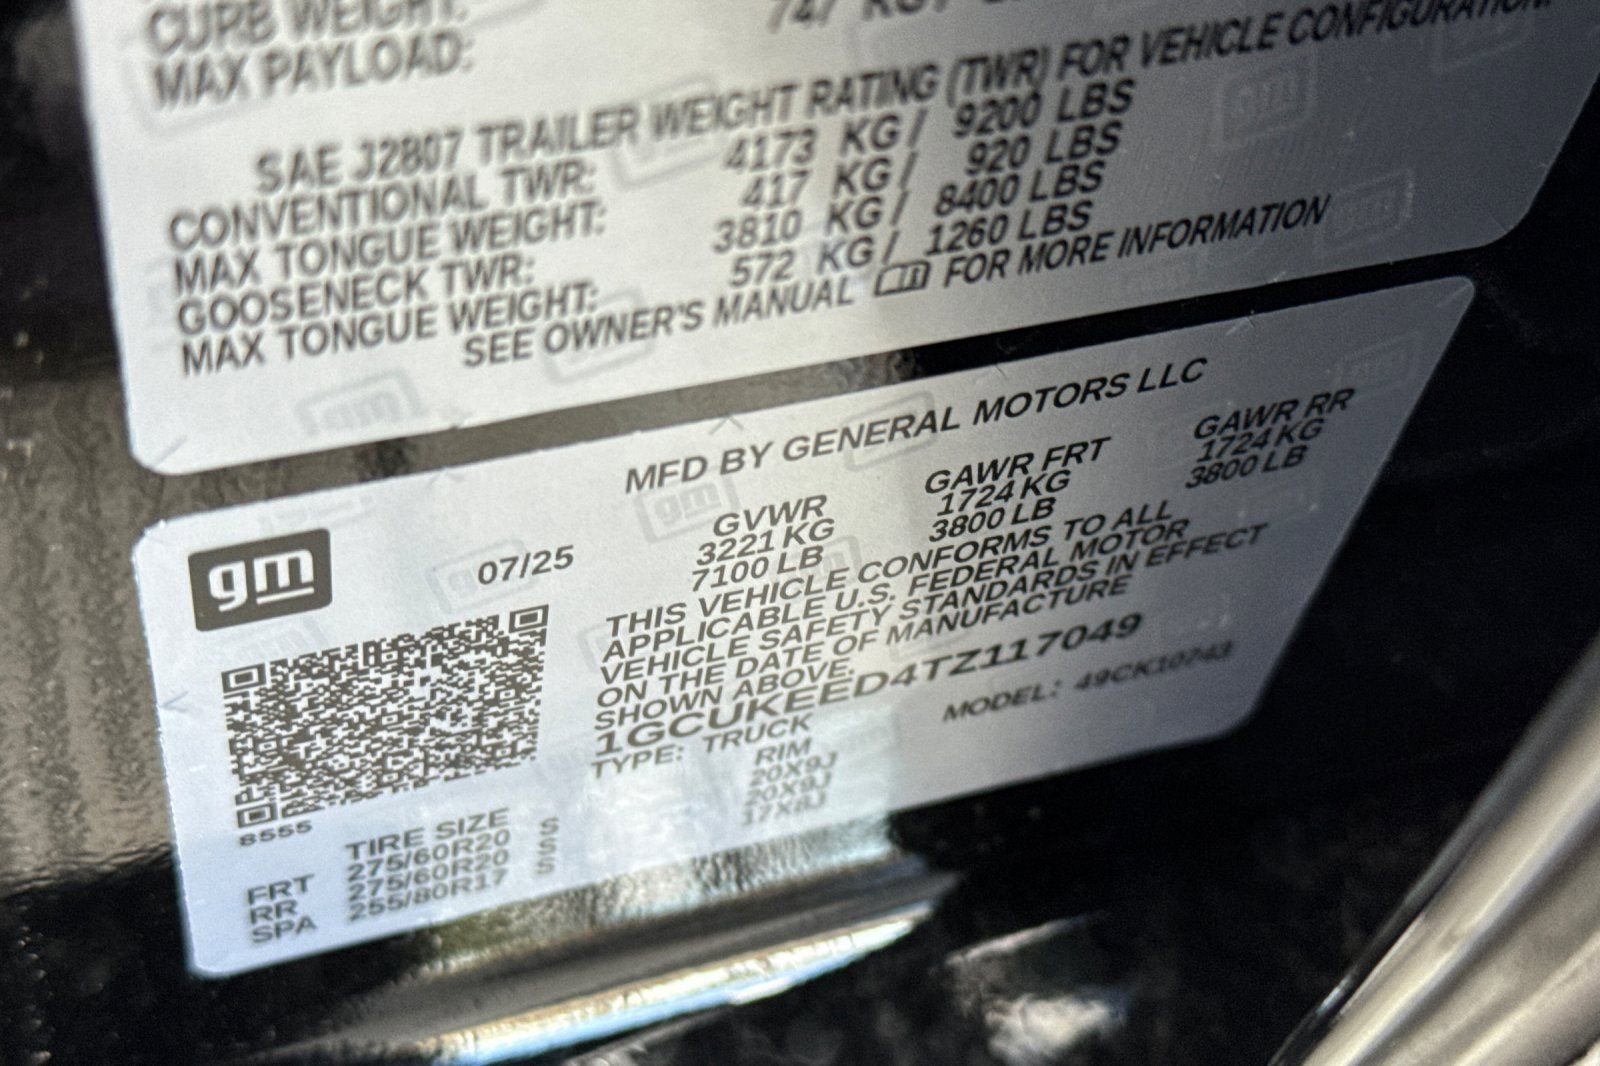 CURB WEIGHT:
MAX PAYLOAD: 747 KG/
SAE J2807 TRAILER WEIGHT RATING (TWR) FOR VEHICLE CONFIGURATION.
CONVENTIONAL TWR: 4173 KG/ 9200 LBS
MAX TONGUE WEIGHT: 417 KG/ 920 LBS
GOOSENECK TWR: 3810 KG/ 8400 LBS
MAX TONGUE WEIGHT: 572 KG/ 1260 LBS
SEE OWNER'S MANUAL FOR MORE INFORMATION
MFD BY GENERAL MOTORS LLC
gm
07/25
GVWR GAWR FRT GAWR RR
3221 KG 1724 KG 1724 KG
7100 LB 3800 LB 3800 LB
THIS VEHICLE CONFORMS TO ALL
APPLICABLE U.S. FEDERAL MOTOR
VEHICLE SAFETY STANDARDS IN EFFECT
ON THE DATE OF MANUFACTURE
SHOWN ABOVE.
1GCUKEED4TZ117049
TYPE: TRUCK MODEL: 49CK10743
8555
TIRE SIZE RIM
FRT 275/60R20 S 20X9J
RR 275/60R20 S 20X9J
SPA 255/80R17 S 17X8J